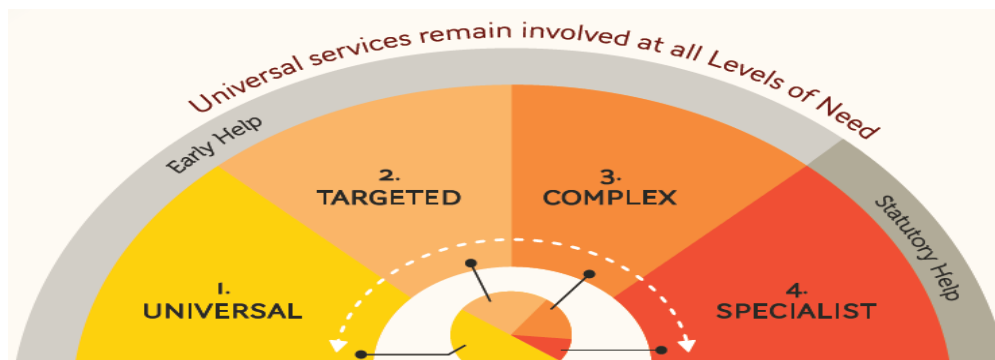 Universal services remain involved at all Levels of Need
Early Help
2.
TARGETED
3.
COMPLEX
Statutory Help
1.
UNIVERSAL
4.
SPECIALIST